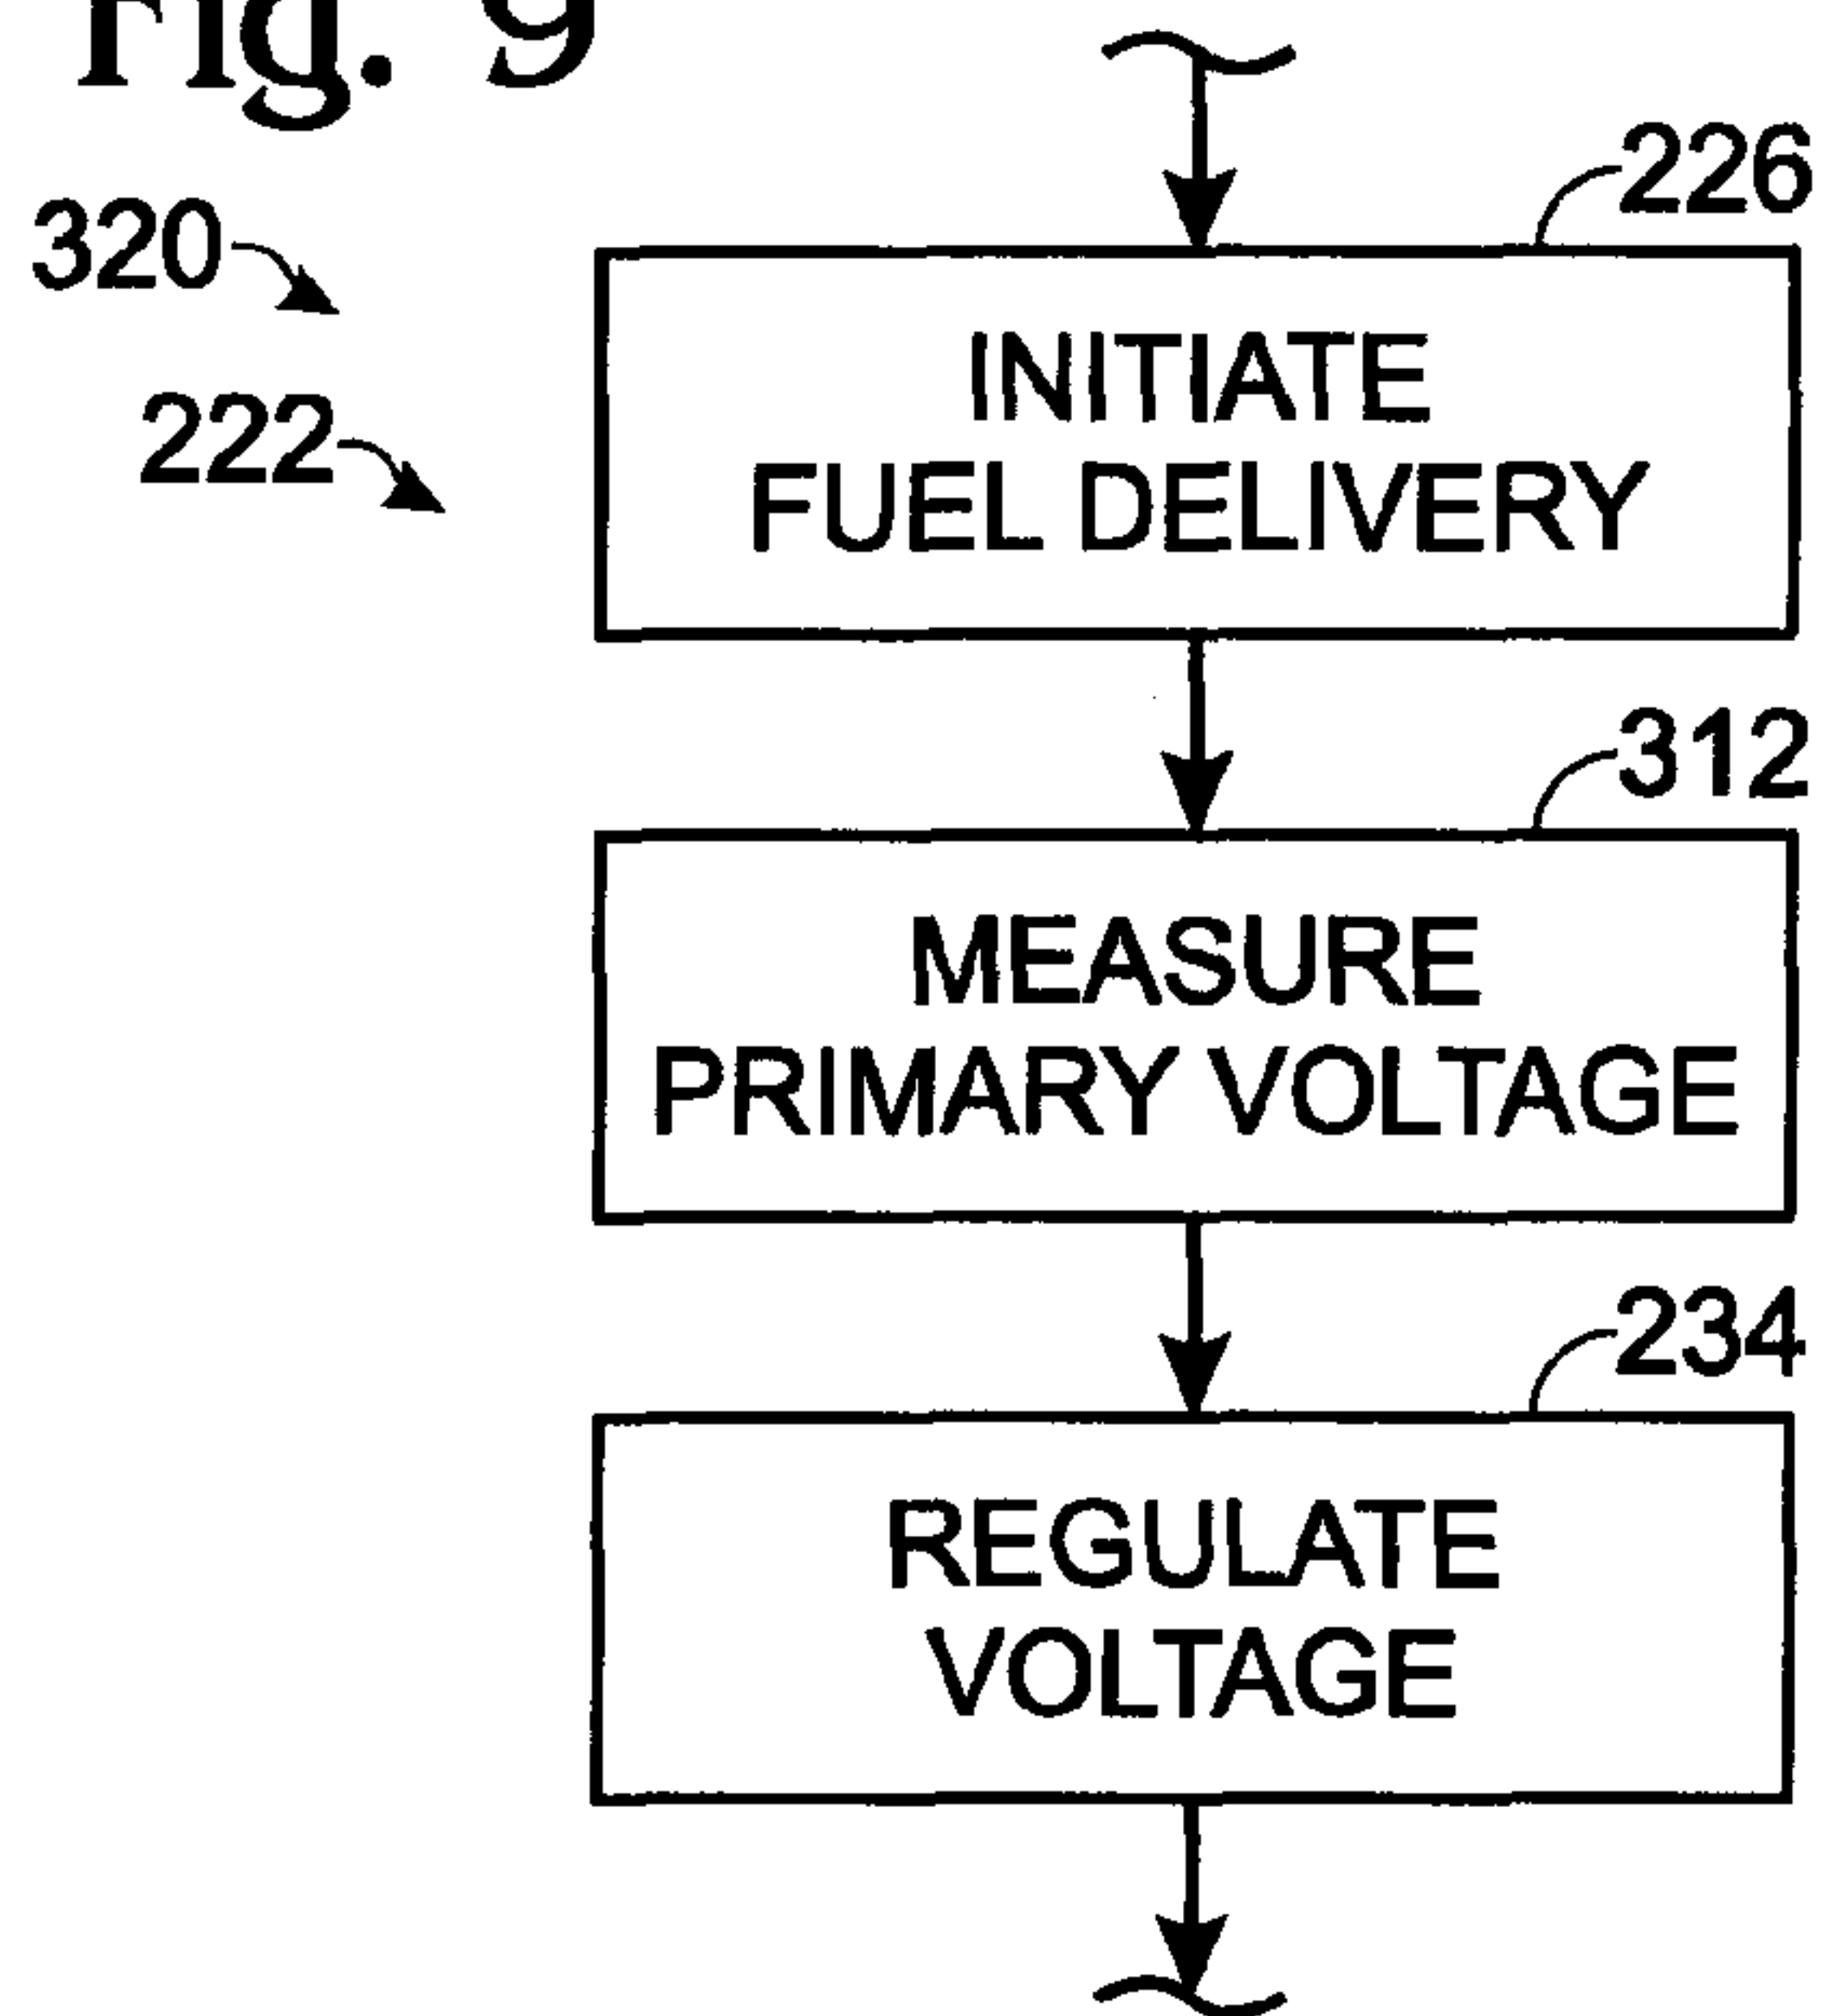 Fig. 9
226
320
INITIATE
222
FUEL DELIVERY
312
MEASURE
PRIMARY VOLTAGE
234
REGULATE
VOLTAGE